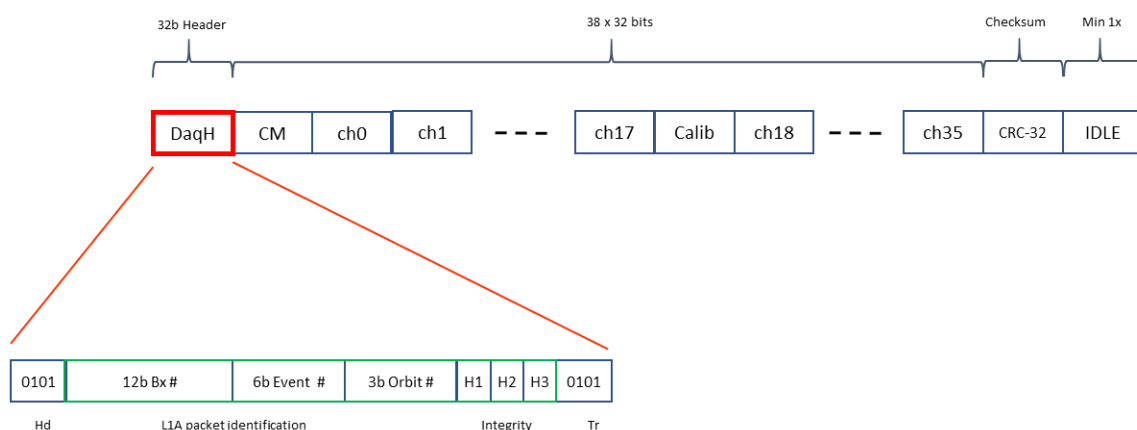 32b Header 38 x 32 bits Checksum Min 1x
DaqH CM ch0 ch1 --- ch17 Calib ch18 --- ch35 CRC-32 IDLE
0101 12b Bx # 6b Event # 3b Orbit # H1 H2 H3 0101
Hd L1A packet identification Integrity Tr